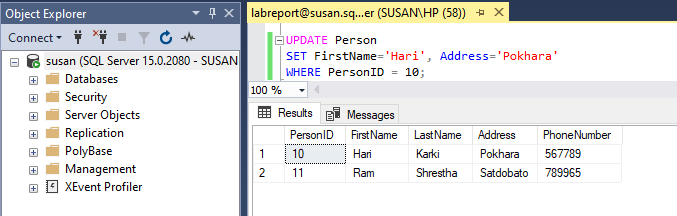 Object Explorer
Connect
susan (SQL Server 15.0.2080 - SUSAN
Databases
Security
Server Objects
Replication
PolyBase
Management
XEvent Profiler
labreport@susan.sq...er (SUSAN\HP (58))
UPDATE Person
SET FirstName='Hari', Address='Pokhara'
WHERE PersonID = 10;
100 %
Results Messages
PersonID FirstName LastName Address PhoneNumber
1 10 Hari Karki Pokhara 567789
2 11 Ram Shrestha Satdobato 789965